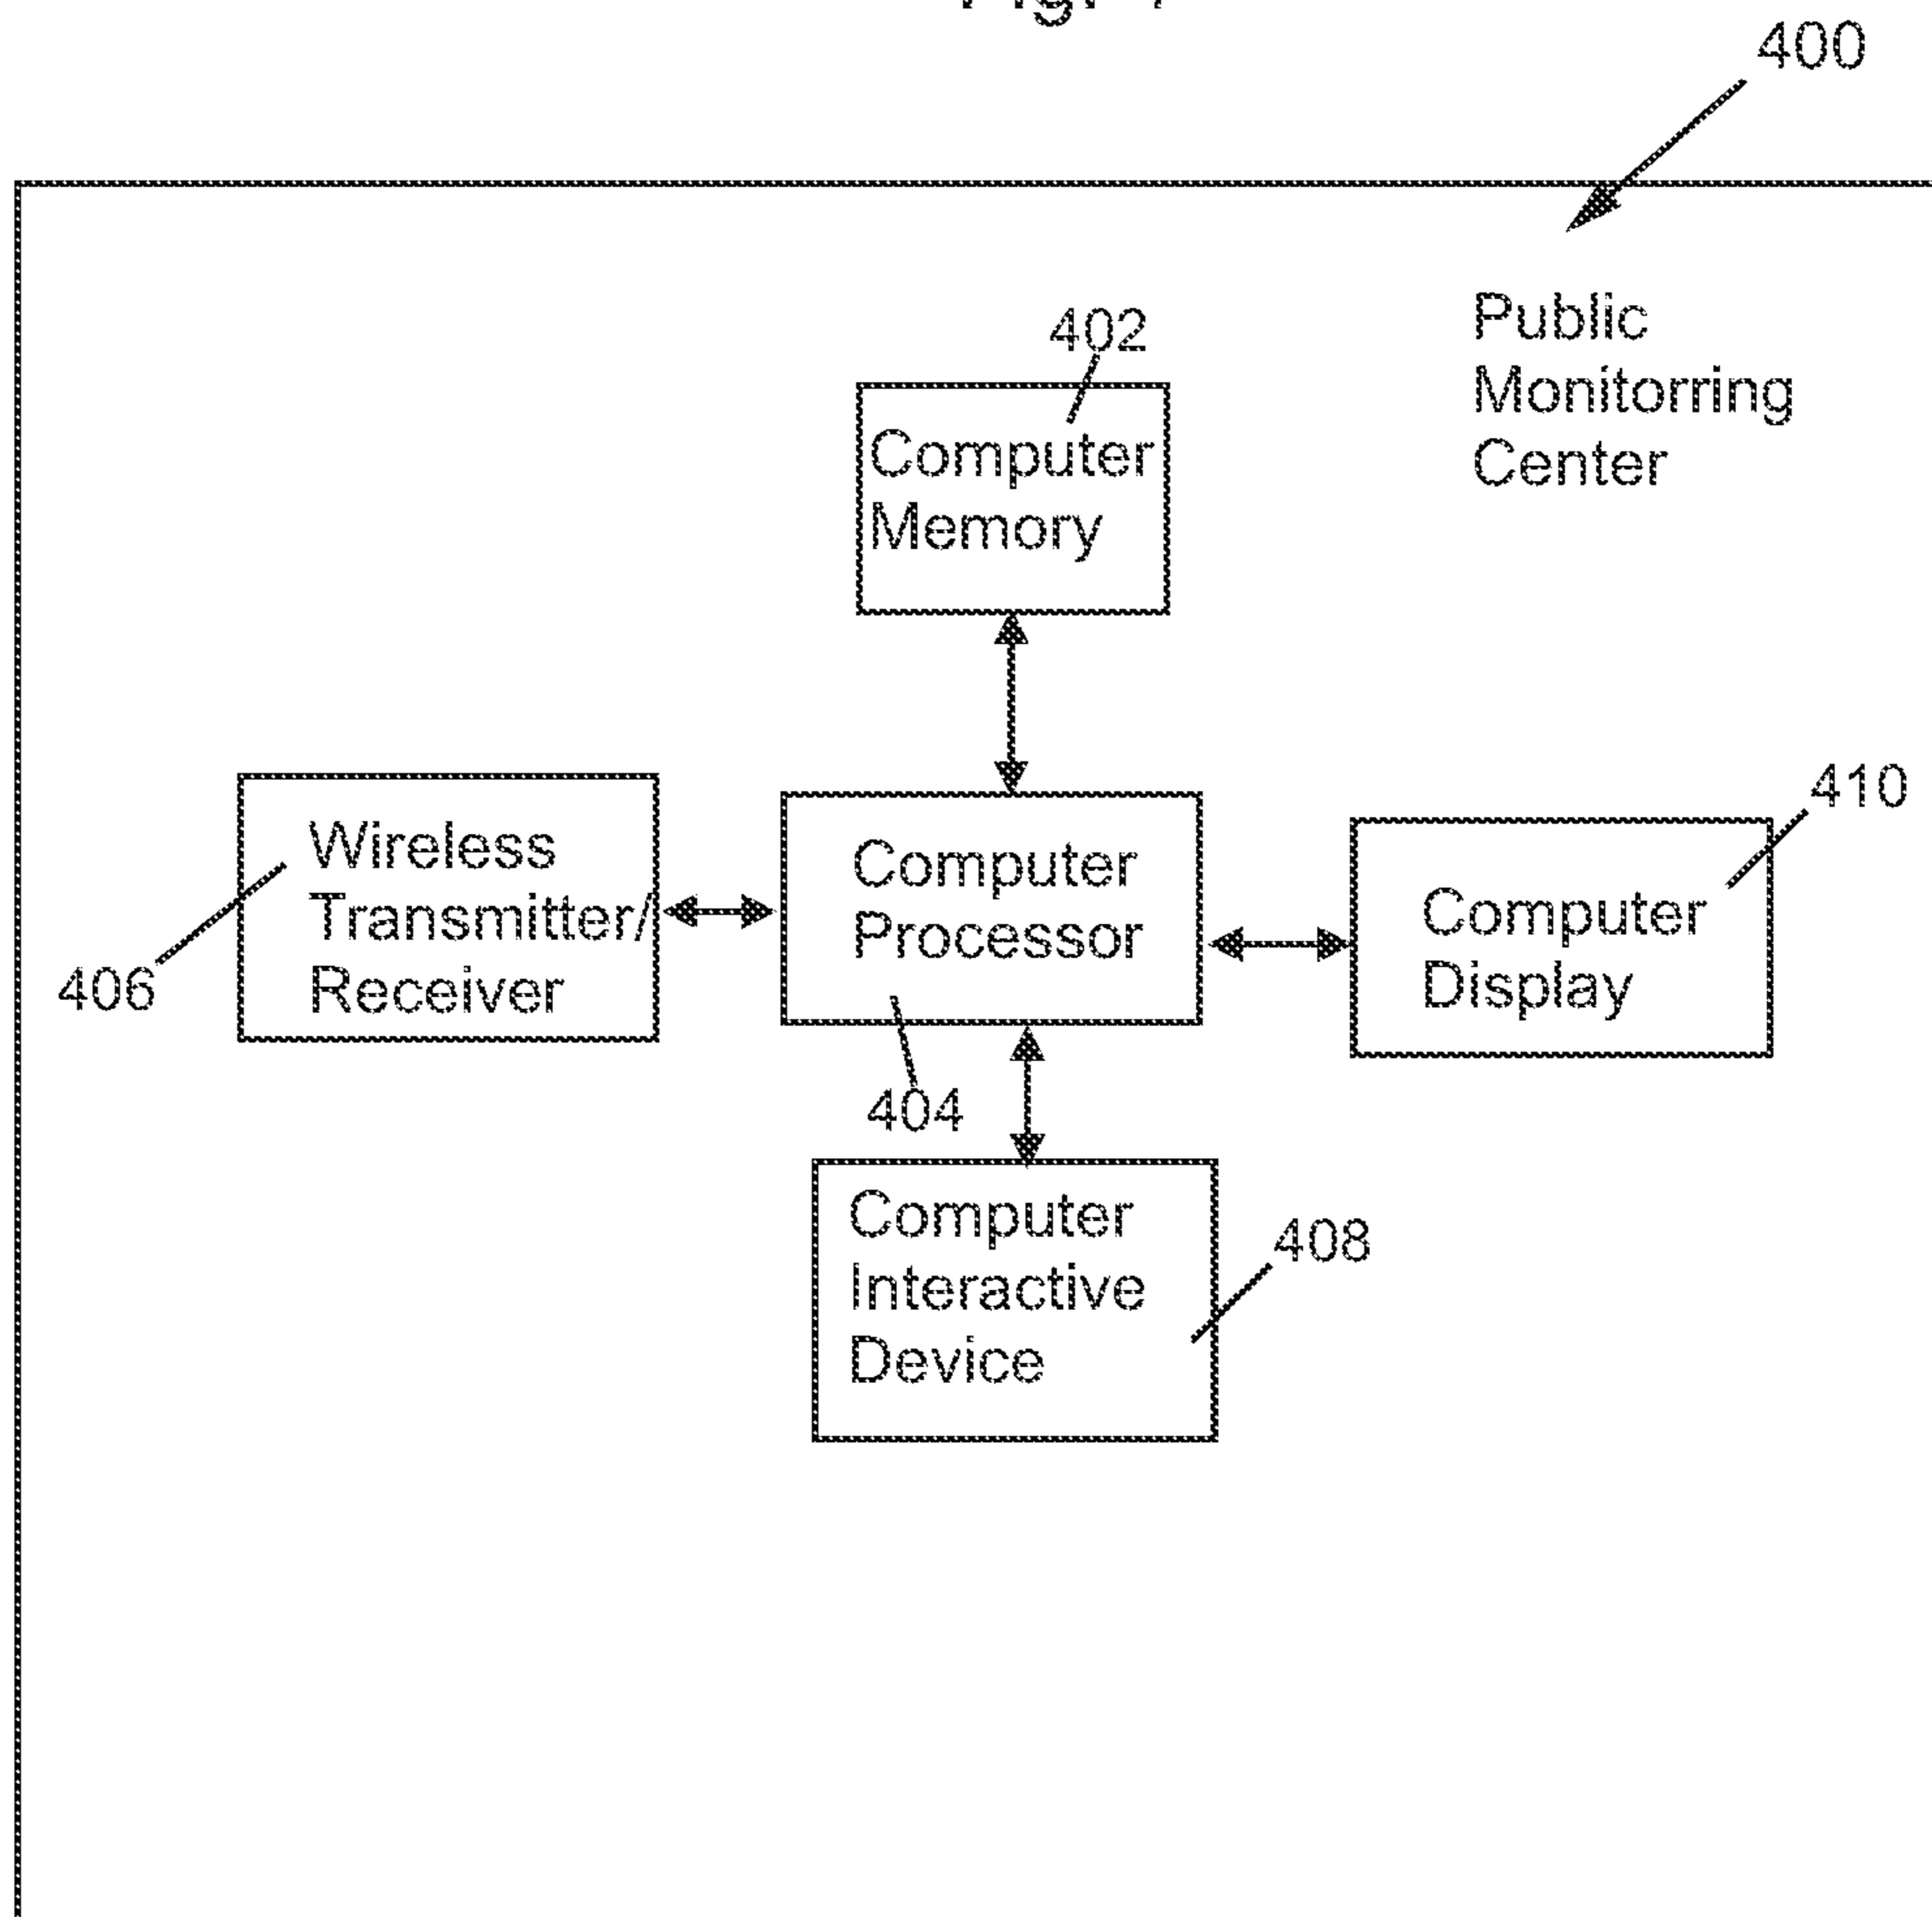 400
Public
Monitorring
Center
402
Computer
Memory
410
Wireless
Transmitter/
Receiver
406
Computer
Processor
404
Computer
Display
Computer
Interactive
Device
408